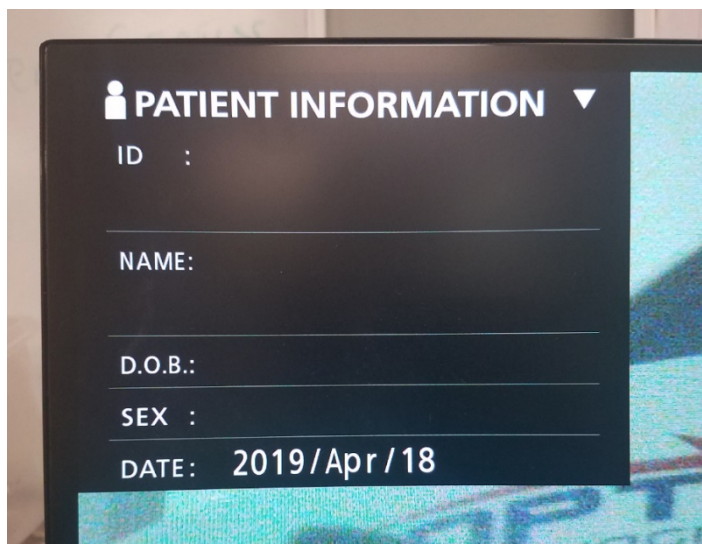 PATIENT INFORMATION ▼
ID :
NAME:
D.O.B.:
SEX :
DATE: 2019/Apr/18